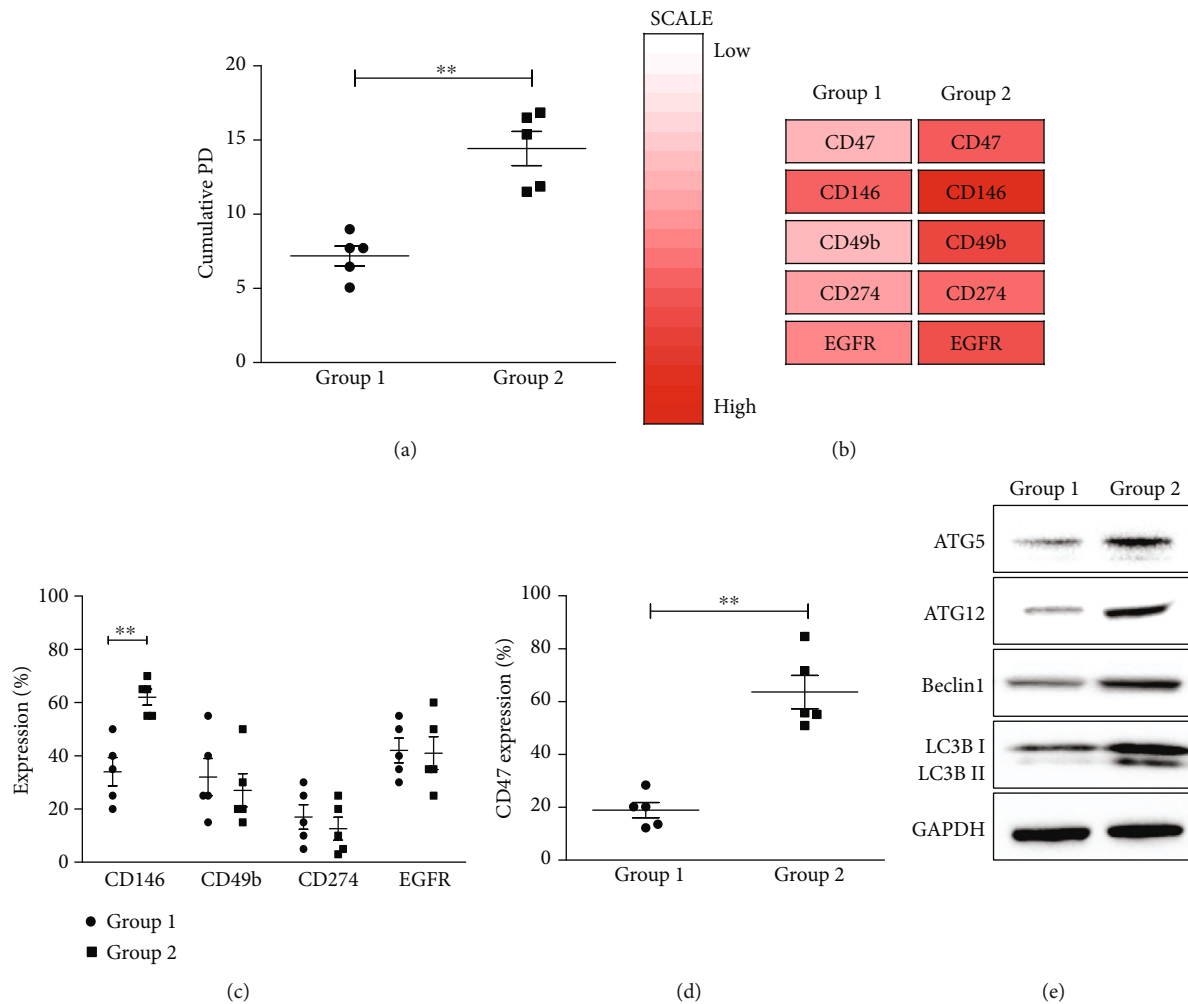 SCALE
Low
High
20
15
10
5
0
Cumulative PD
**
Group 1
Group 2
(a)
Group 1 Group 2
CD47 CD47
CD146 CD146
CD49b CD49b
CD274 CD274
EGFR EGFR
(b)
100
80
60
40
20
0
Expression (%)
**
CD146 CD49b CD274 EGFR
Group 1
Group 2
(c)
100
80
60
40
20
0
CD47 expression (%)
**
Group 1 Group 2
(d)
Group 1 Group 2
ATG5
ATG12
Beclin1
LC3B I
LC3B II
GAPDH
(e)